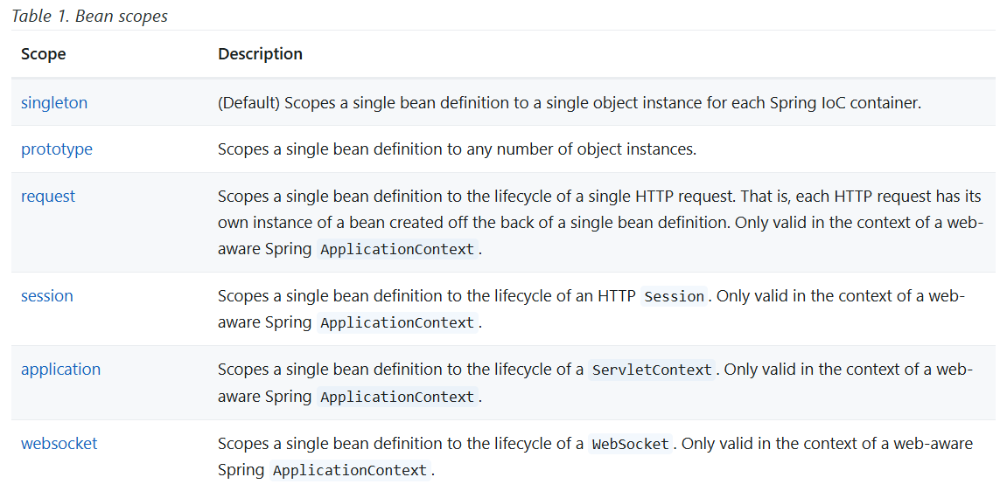 Table 1. Bean scopes
Scope Description
singleton (Default) Scopes a single bean definition to a single object instance for each Spring IoC container.
prototype Scopes a single bean definition to any number of object instances.
request Scopes a single bean definition to the lifecycle of a single HTTP request. That is, each HTTP request has its
own instance of a bean created off the back of a single bean definition. Only valid in the context of a web-
aware Spring ApplicationContext.
session Scopes a single bean definition to the lifecycle of an HTTP Session. Only valid in the context of a web-
aware Spring ApplicationContext.
application Scopes a single bean definition to the lifecycle of a ServletContext. Only valid in the context of a web-
aware Spring ApplicationContext.
websocket Scopes a single bean definition to the lifecycle of a WebSocket. Only valid in the context of a web-aware
Spring ApplicationContext.